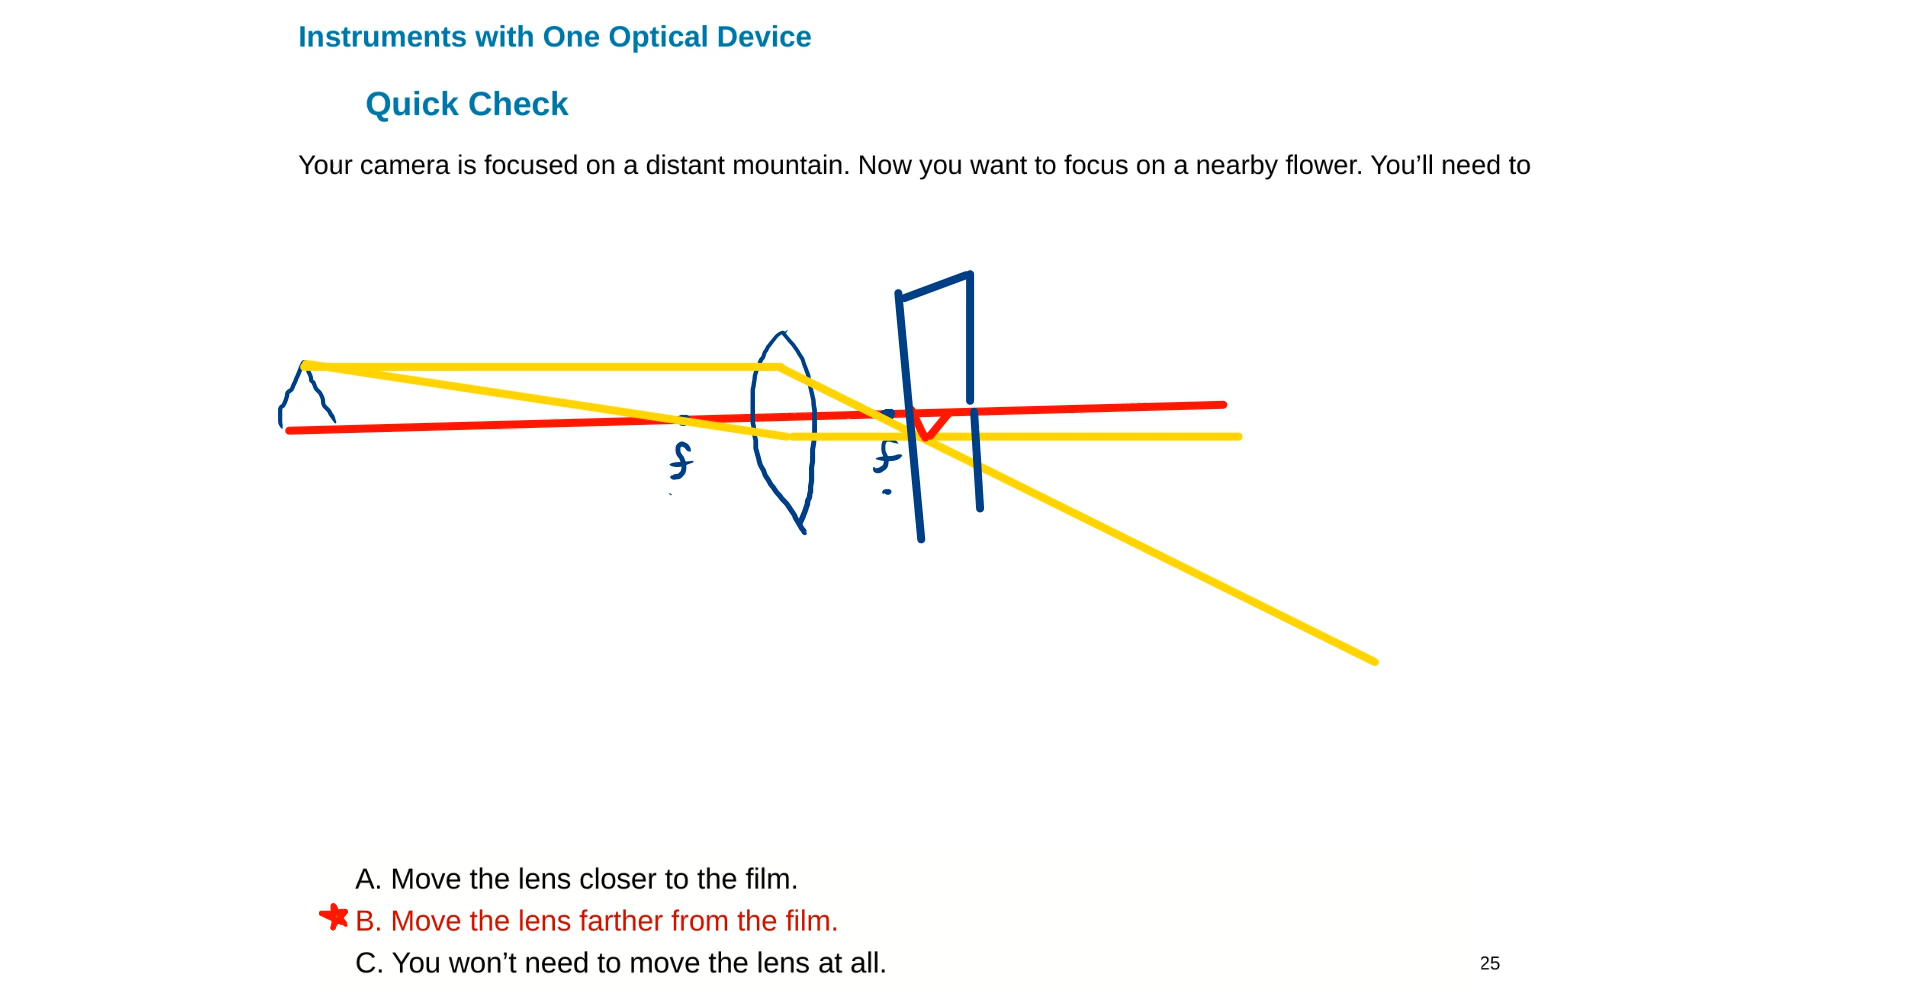 Instruments with One Optical Device
Quick Check
Your camera is focused on a distant mountain. Now you want to focus on a nearby flower. You’ll need to
f f
A. Move the lens closer to the film.
B. Move the lens farther from the film.
C. You won’t need to move the lens at all.
25